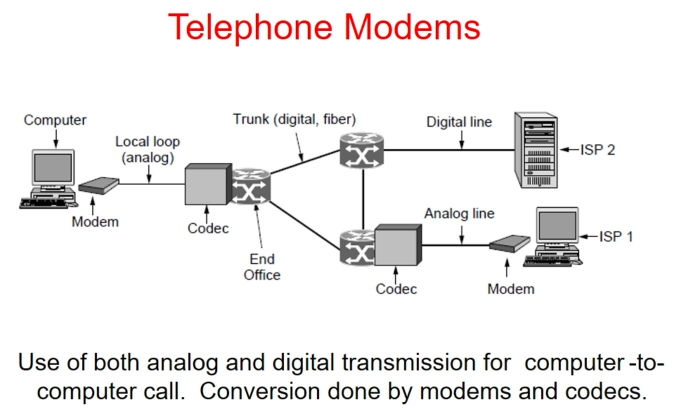 Telephone Modems
Computer
Trunk (digital, fiber)
Digital line
Local loop
(analog)
ISP 2
Modem
Codec
Analog line
ISP 1
End
Office
Codec
Modem
Use of both analog and digital transmission for computer -to-
computer call. Conversion done by modems and codecs.